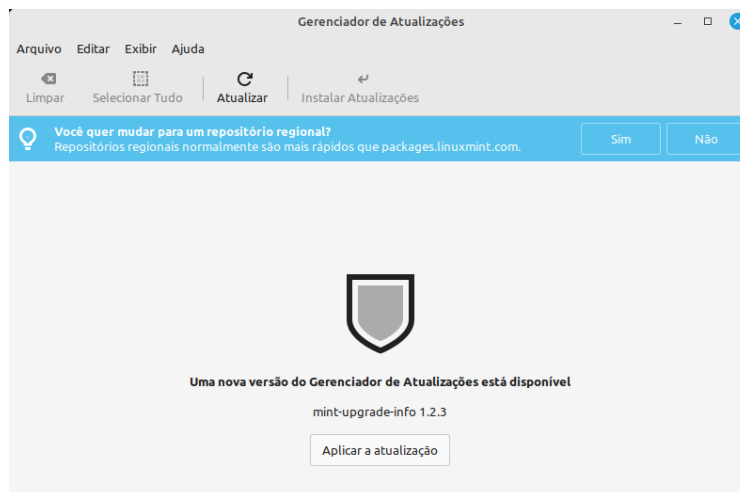 Gerenciador de Atualizações
Arquivo Editar Exibir Ajuda
Limpar Selecionar Tudo Atualizar Instalar Atualizações
Você quer mudar para um repositório regional?
Repositórios regionais normalmente são mais rápidos que packages.linuxmint.com.
Sim Não
Uma nova versão do Gerenciador de Atualizações está disponível
mint-upgrade-info 1.2.3
Aplicar a atualização